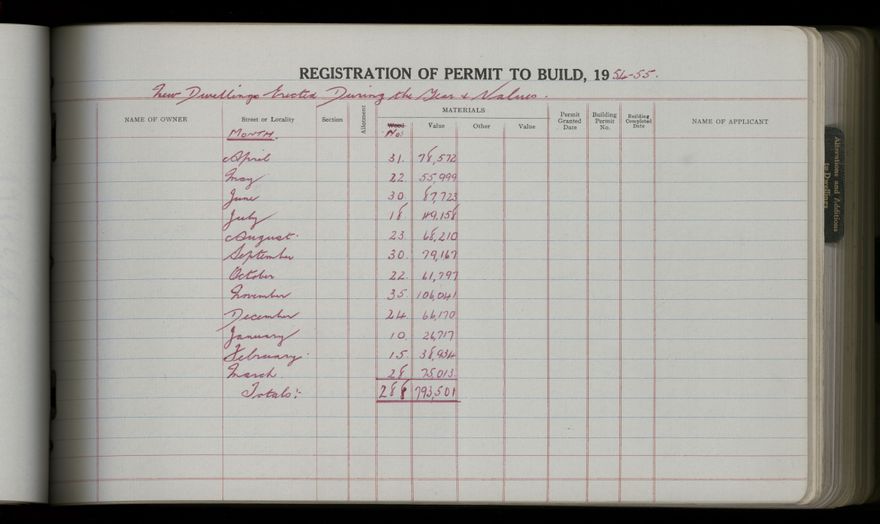 REGISTRATION OF PERMIT TO BUILD, 1954-55.
New Dwellings Erected During the Year & Values.
NAME OF OWNER Street or Locality Section Allotment MATERIALS Permit Granted Date Building Permit No. Building Completed Date NAME OF APPLICANT
Wood Value Other Value
MONTH. No.
April 31. 78,572
May 22 55,999
June 30 87,723
July 18 49,158
August. 23 68,210
September 30. 79,167
October 22 61,797
November 35 106,041
December 24 66,170
January 10. 26,717
February. 15. 38,934
March 28 75,013
Totals: 288 793,501
Alterations and Additions
to Dwellings